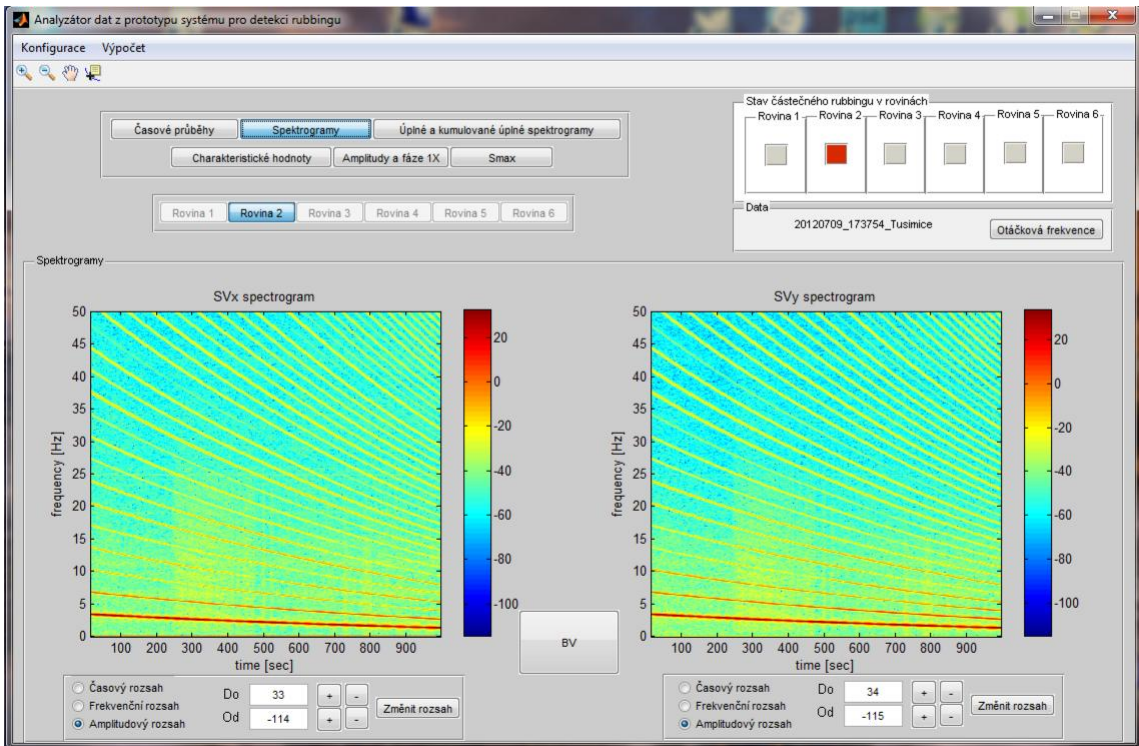 Analyzátor dat z prototypu systému pro detekci rubbingu
Konfigurace Výpočet
Časové průběhy Spektrogramy Úplné a kumulované úplné spektrogramy
Charakteristické hodnoty Amplitudy a fáze 1X Smax
Rovina 1 Rovina 2 Rovina 3 Rovina 4 Rovina 5 Rovina 6
Stav částečného rubbingu v rovinách
Rovina 1 Rovina 2 Rovina 3 Rovina 4 Rovina 5 Rovina 6
Data
20120709_173754_Tusimice Otáčková frekvence
Spektrogramy
SVx spectrogram
50
45
40
35
30
25
20
15
10
5
0
frequency [Hz]
100 200 300 400 500 600 700 800 900
time [sec]
20
0
-20
-40
-60
-80
-100
SVy spectrogram
50
45
40
35
30
25
20
15
10
5
0
frequency [Hz]
100 200 300 400 500 600 700 800 900
time [sec]
20
0
-20
-40
-60
-80
-100
BV
Časový rozsah
Frekvenční rozsah
Amplitudový rozsah
Do 33 + -
Od -114 + -
Změnit rozsah
Časový rozsah
Frekvenční rozsah
Amplitudový rozsah
Do 34 + -
Od -115 + -
Změnit rozsah